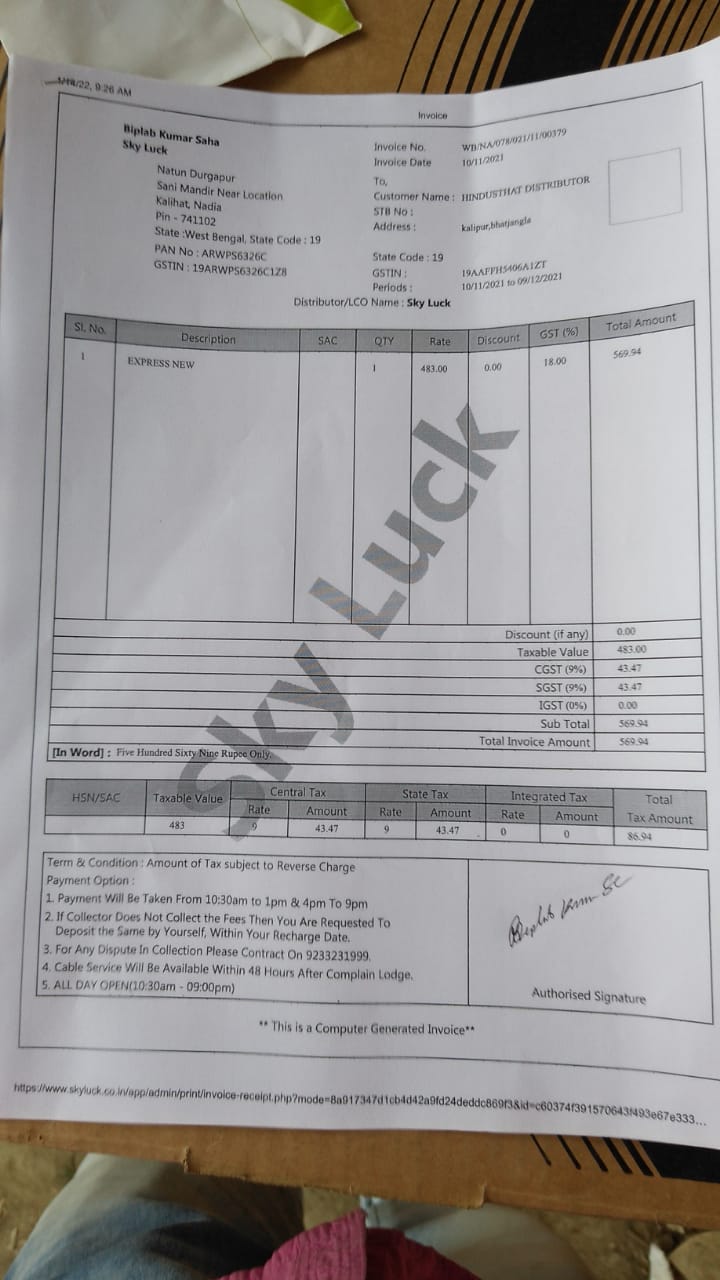 22, 9:26 AM
Invoice
Biplab Kumar Saha
Sky Luck
Natun Durgapur
Sani Mandir Near Location
Kalihat, Nadia
Pin - 741102
State :West Bengal, State Code : 19
PAN No : ARWPS6326C
GSTIN : 19ARWPS6326C1Z8
Invoice No. WB/NA/078/021/11/00379
Invoice Date 10/11/2021
To,
Customer Name : HINDUSTHAT DISTRIBUTOR
STB No :
Address : kalipur,bhatjangla
State Code : 19
GSTIN : 19AAFFH5406A1ZT
Periods : 10/11/2021 to 09/12/2021
Distributor/LCO Name : Sky Luck
Sl. No. Description SAC QTY Rate Discount GST (%) Total Amount
1 EXPRESS NEW 1 483.00 0.00 18.00 569.94
Sky Luck
Discount (if any) 0.00
Taxable Value 483.00
CGST (9%) 43.47
SGST (9%) 43.47
IGST (0%) 0.00
Sub Total 569.94
Total Invoice Amount 569.94
[In Word] : Five Hundred Sixty Nine Rupee Only.
HSN/SAC Taxable Value Central Tax State Tax Integrated Tax Total
Rate Amount Rate Amount Rate Amount Tax Amount
483 9 43.47 9 43.47 0 0 86.94
Term & Condition : Amount of Tax subject to Reverse Charge
Payment Option :
1. Payment Will Be Taken From 10:30am to 1pm & 4pm To 9pm
2. If Collector Does Not Collect the Fees Then You Are Requested To
Deposit the Same by Yourself, Within Your Recharge Date.
3. For Any Dispute In Collection Please Contract On 9233231999.
4. Cable Service Will Be Available Within 48 Hours After Complain Lodge.
5. ALL DAY OPEN(10:30am - 09:00pm)
Biplab Kum
Authorised Signature
** This is a Computer Generated Invoice**
https://www.skyluck.co.in/app/admin/print/invoice-receipt.php?mode=8a917347d1cb4d42a9fd24deddc869f3&id=c60374f391570643f493e67e333...